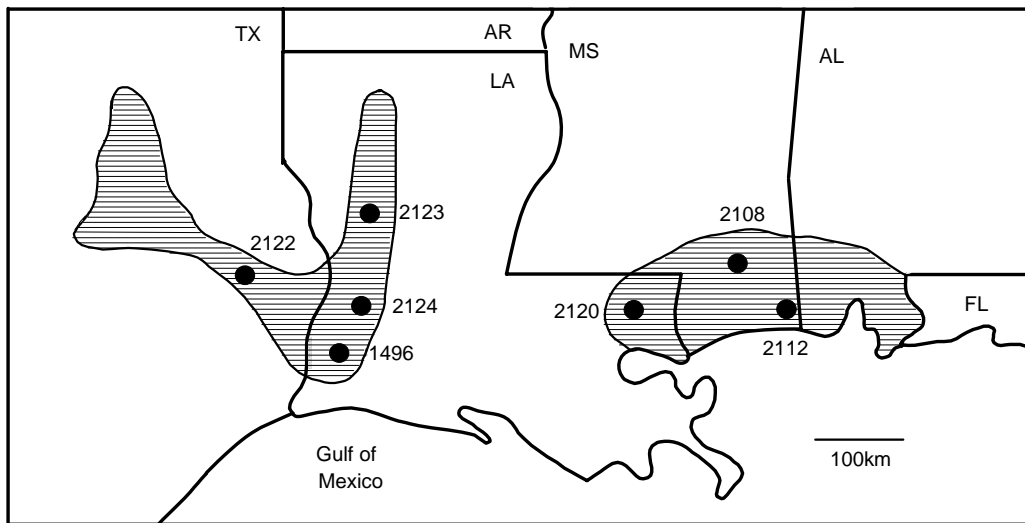 TX
AR
MS
AL
LA
2123
2108
2122
2124
2120
FL
1496
2112
Gulf of
Mexico
100km